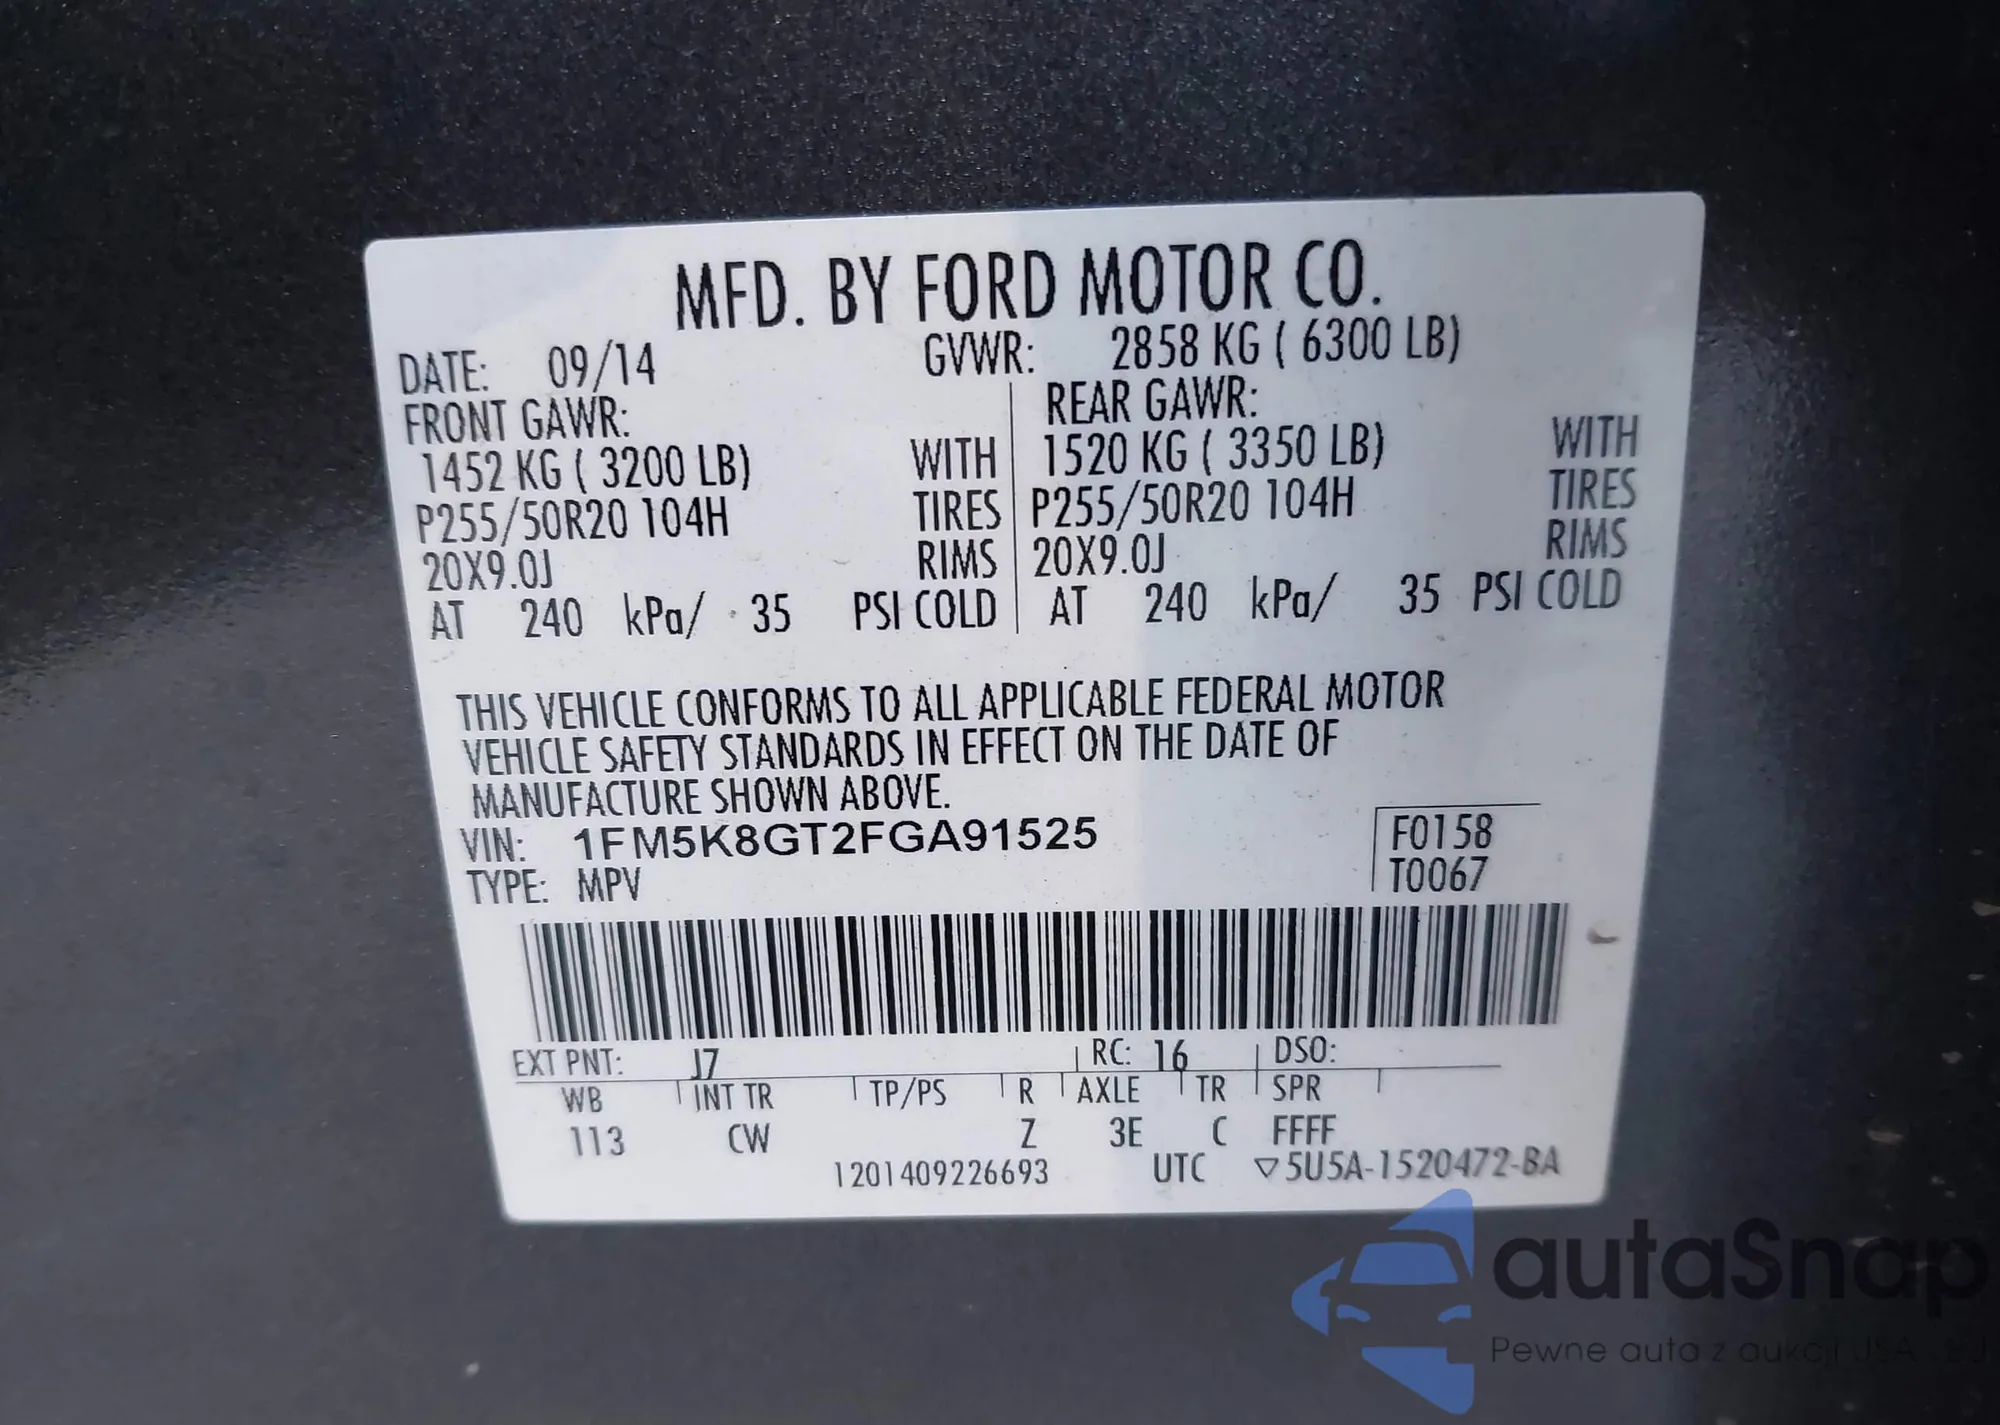 MFD. BY FORD MOTOR CO.
DATE: 09/14 GVWR: 2858 KG ( 6300 LB)
FRONT GAWR: REAR GAWR:
1452 KG ( 3200 LB) WITH 1520 KG ( 3350 LB) WITH
P255/50R20 104H TIRES P255/50R20 104H TIRES
20X9.0J RIMS 20X9.0J RIMS
AT 240 kPa/ 35 PSI COLD AT 240 kPa/ 35 PSI COLD
THIS VEHICLE CONFORMS TO ALL APPLICABLE FEDERAL MOTOR
VEHICLE SAFETY STANDARDS IN EFFECT ON THE DATE OF
MANUFACTURE SHOWN ABOVE.
VIN: 1FM5K8GT2FGA91525 F0158
TYPE: MPV T0067
EXT PNT: J7 RC: 16 DSO:
WB INT TR TP/PS R AXLE TR SPR
113 CW Z 3E C FFFF
1201409226693 UTC ▽5U5A-1520472-BA
autaSnap
Pewne auta z aukcji